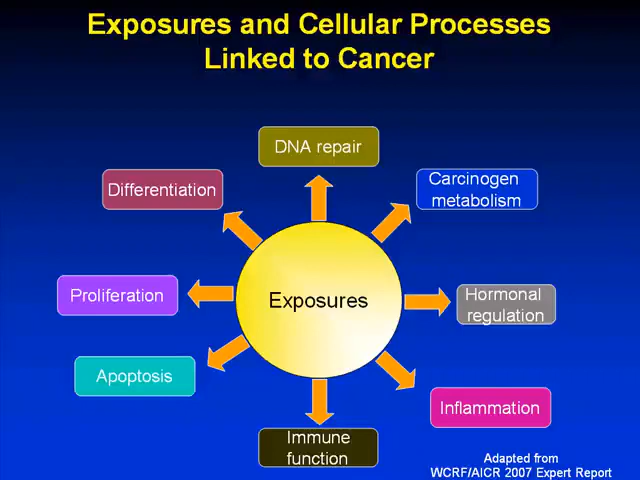 Exposures and Cellular Processes
Linked to Cancer
DNA repair
Differentiation
Carcinogen
metabolism
Proliferation
Exposures
Hormonal
regulation
Apoptosis
Inflammation
Immune
function
Adapted from
WCRF/AICR 2007 Expert Report